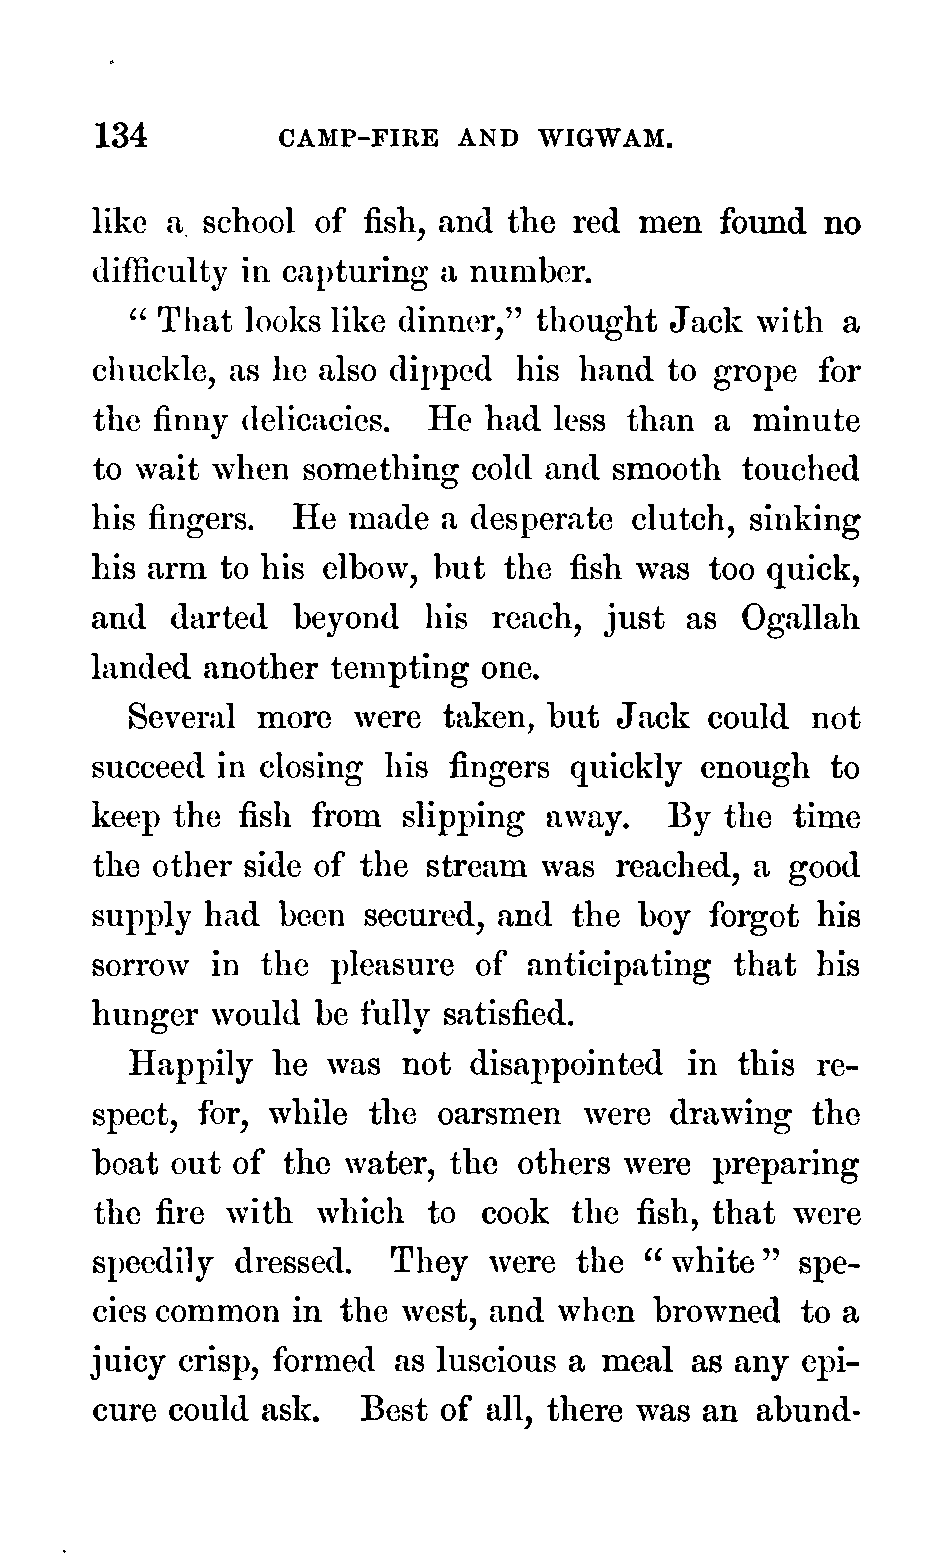 134 CAMP-FIRE AND WIGWAM.
like a school of fish, and the red men found no
difficulty in capturing a number.
“ That looks like dinner,” thought Jack with a
chuckle, as he also dipped his hand to grope for
the finny delicacies. He had less than a minute
to wait when something cold and smooth touched
his fingers. He made a desperate clutch, sinking
his arm to his elbow, but the fish was too quick,
and darted beyond his reach, just as Ogallah
landed another tempting one.
Several more were taken, but Jack could not
succeed in closing his fingers quickly enough to
keep the fish from slipping away. By the time
the other side of the stream was reached, a good
supply had been secured, and the boy forgot his
sorrow in the pleasure of anticipating that his
hunger would be fully satisfied.
Happily he was not disappointed in this re-
spect, for, while the oarsmen were drawing the
boat out of the water, the others were preparing
the fire with which to cook the fish, that were
speedily dressed. They were the “ white ” spe-
cies common in the west, and when browned to a
juicy crisp, formed as luscious a meal as any epi-
cure could ask. Best of all, there was an abund-